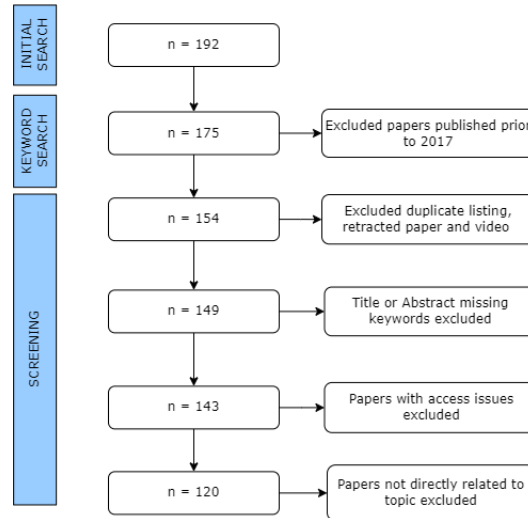 INITIAL
SEARCH
n = 192
KEYWORD
SEARCH
n = 175
Excluded papers published prior
to 2017
SCREENING
n = 154
Excluded duplicate listing,
retracted paper and video
n = 149
Title or Abstract missing
keywords excluded
n = 143
Papers with access issues
excluded
n = 120
Papers not directly related to
topic excluded